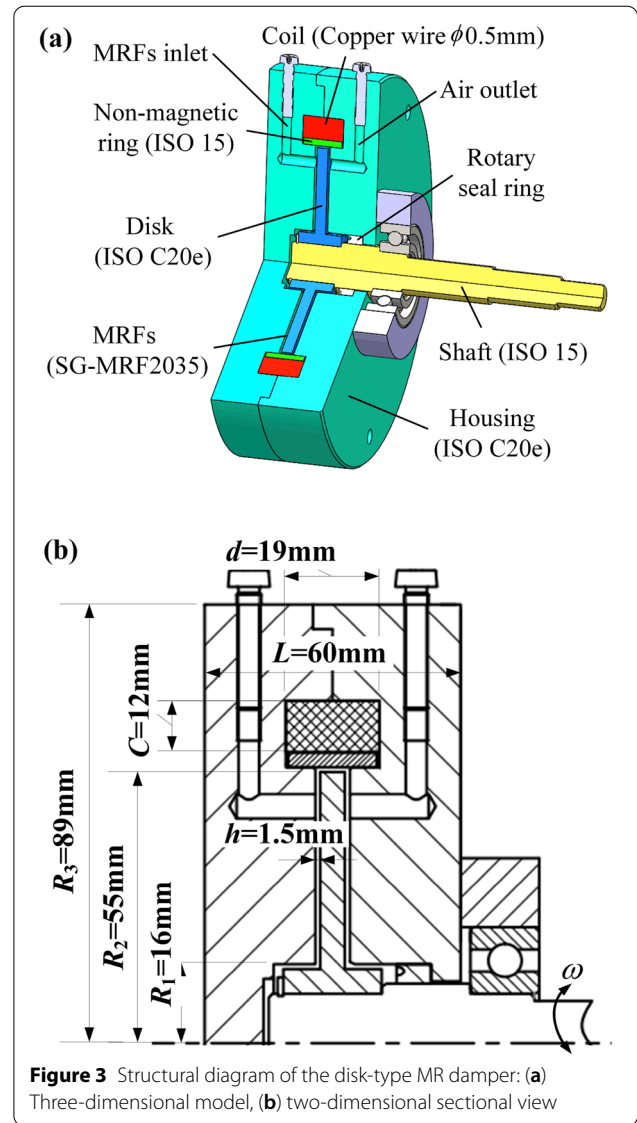 (a)
Coil (Copper wire ϕ0.5mm)
MRFs inlet
Air outlet
Non-magnetic
ring (ISO 15)
Rotary
seal ring
Disk
(ISO C20e)
MRFs
(SG-MRF2035)
Shaft (ISO 15)
Housing
(ISO C20e)
(b)
d=19mm
L=60mm
C=12mm
h=1.5mm
R3=89mm
R2=55mm
R1=16mm
ω
Figure 3 Structural diagram of the disk-type MR damper: (a)
Three-dimensional model, (b) two-dimensional sectional view